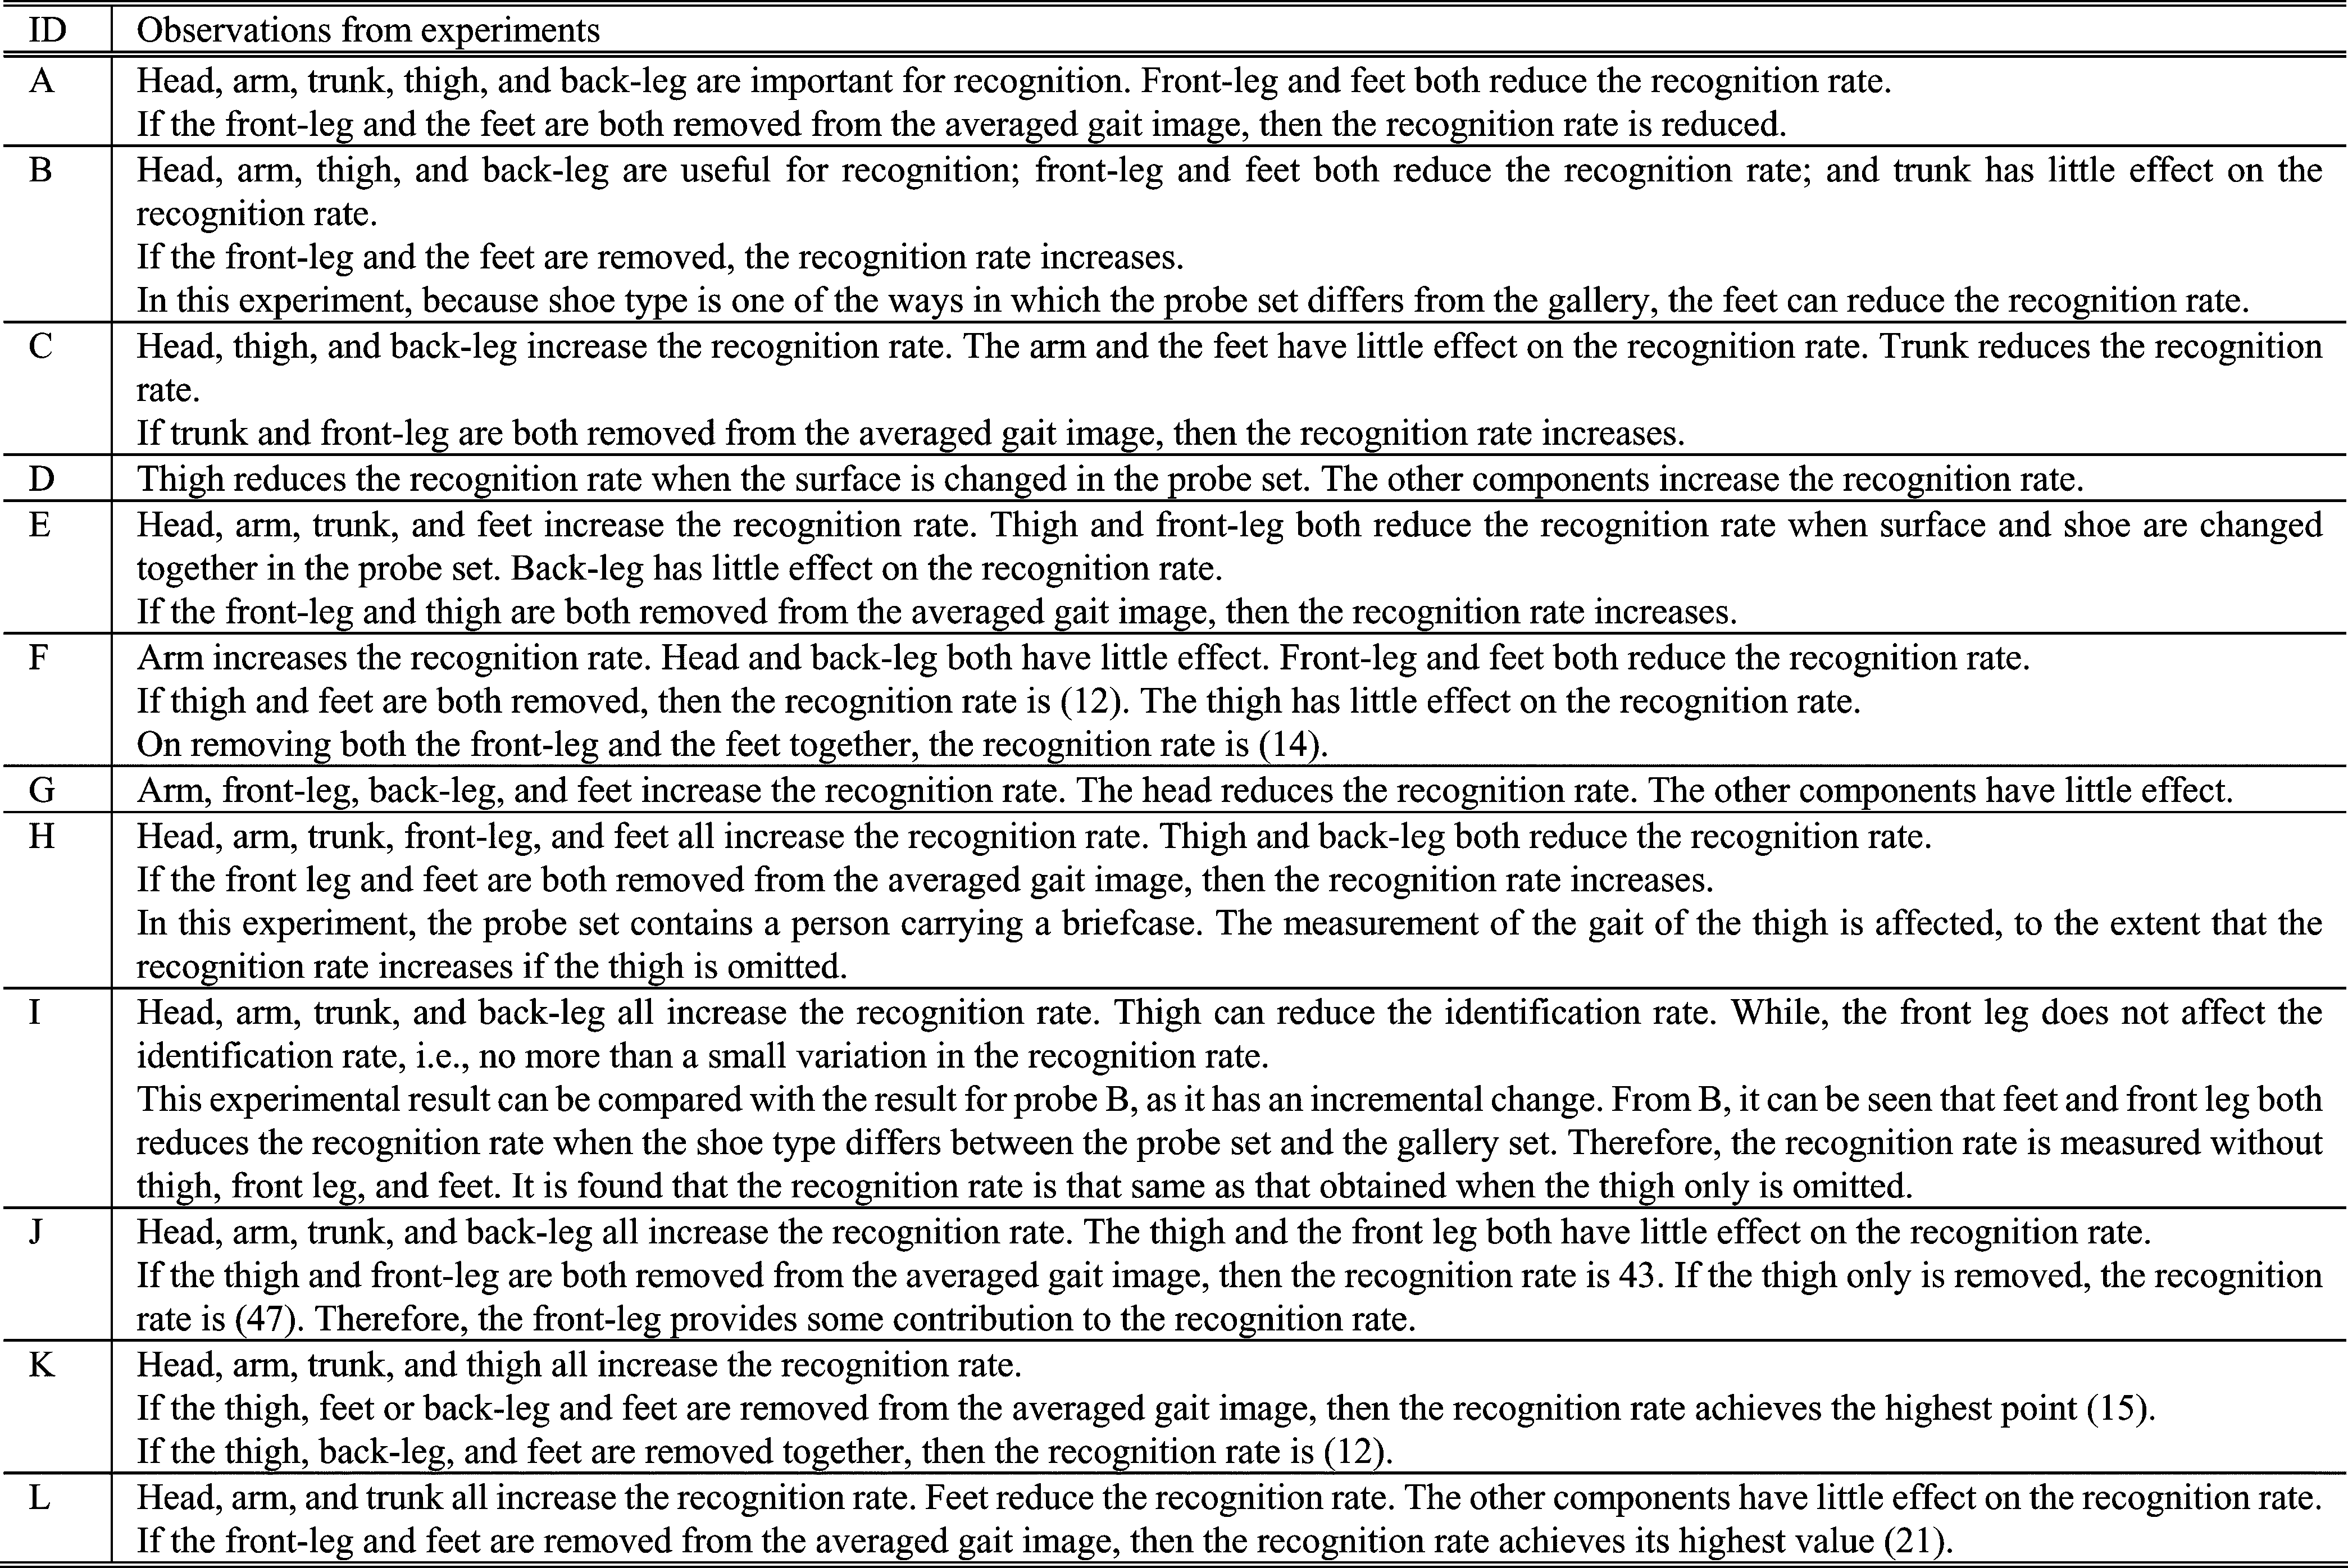 ID Observations from experiments
A Head, arm, trunk, thigh, and back-leg are important for recognition. Front-leg and feet both reduce the recognition rate.
If the front-leg and the feet are both removed from the averaged gait image, then the recognition rate is reduced.
B Head, arm, thigh, and back-leg are useful for recognition; front-leg and feet both reduce the recognition rate; and trunk has little effect on the
recognition rate.
If the front-leg and the feet are removed, the recognition rate increases.
In this experiment, because shoe type is one of the ways in which the probe set differs from the gallery, the feet can reduce the recognition rate.
C Head, thigh, and back-leg increase the recognition rate. The arm and the feet have little effect on the recognition rate. Trunk reduces the recognition
rate.
If trunk and front-leg are both removed from the averaged gait image, then the recognition rate increases.
D Thigh reduces the recognition rate when the surface is changed in the probe set. The other components increase the recognition rate.
E Head, arm, trunk, and feet increase the recognition rate. Thigh and front-leg both reduce the recognition rate when surface and shoe are changed
together in the probe set. Back-leg has little effect on the recognition rate.
If the front-leg and thigh are both removed from the averaged gait image, then the recognition rate increases.
F Arm increases the recognition rate. Head and back-leg both have little effect. Front-leg and feet both reduce the recognition rate.
If thigh and feet are both removed, then the recognition rate is (12). The thigh has little effect on the recognition rate.
On removing both the front-leg and the feet together, the recognition rate is (14).
G Arm, front-leg, back-leg, and feet increase the recognition rate. The head reduces the recognition rate. The other components have little effect.
H Head, arm, trunk, front-leg, and feet all increase the recognition rate. Thigh and back-leg both reduce the recognition rate.
If the front leg and feet are both removed from the averaged gait image, then the recognition rate increases.
In this experiment, the probe set contains a person carrying a briefcase. The measurement of the gait of the thigh is affected, to the extent that the
recognition rate increases if the thigh is omitted.
I Head, arm, trunk, and back-leg all increase the recognition rate. Thigh can reduce the identification rate. While, the front leg does not affect the
identification rate, i.e., no more than a small variation in the recognition rate.
This experimental result can be compared with the result for probe B, as it has an incremental change. From B, it can be seen that feet and front leg both
reduces the recognition rate when the shoe type differs between the probe set and the gallery set. Therefore, the recognition rate is measured without
thigh, front leg, and feet. It is found that the recognition rate is that same as that obtained when the thigh only is omitted.
J Head, arm, trunk, and back-leg all increase the recognition rate. The thigh and the front leg both have little effect on the recognition rate.
If the thigh and front-leg are both removed from the averaged gait image, then the recognition rate is 43. If the thigh only is removed, the recognition
rate is (47). Therefore, the front-leg provides some contribution to the recognition rate.
K Head, arm, trunk, and thigh all increase the recognition rate.
If the thigh, feet or back-leg and feet are removed from the averaged gait image, then the recognition rate achieves the highest point (15).
If the thigh, back-leg, and feet are removed together, then the recognition rate is (12).
L Head, arm, and trunk all increase the recognition rate. Feet reduce the recognition rate. The other components have little effect on the recognition rate.
If the front-leg and feet are removed from the averaged gait image, then the recognition rate achieves its highest value (21).